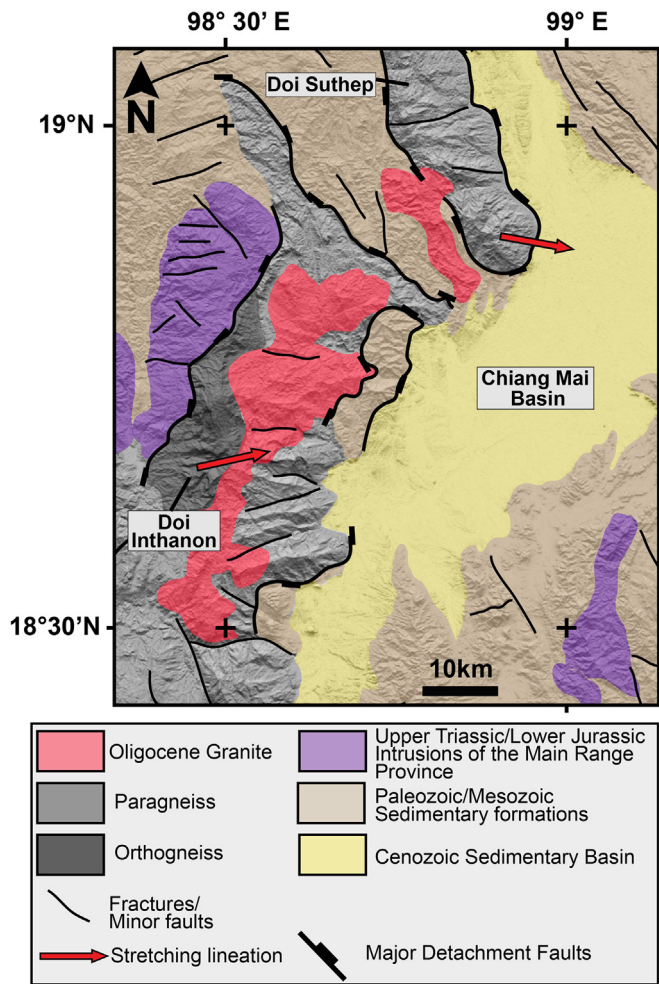 98° 30' E
99° E
Doi Suthep
N
19°N
Chiang Mai
Basin
Doi
Inthanon
18°30'N
10km
Oligocene Granite
Upper Triassic/Lower Jurassic
Intrusions of the Main Range
Province
Paragneiss
Paleozoic/Mesozoic
Sedimentary formations
Orthogneiss
Cenozoic Sedimentary Basin
Fractures/
Minor faults
Stretching lineation
Major Detachment Faults